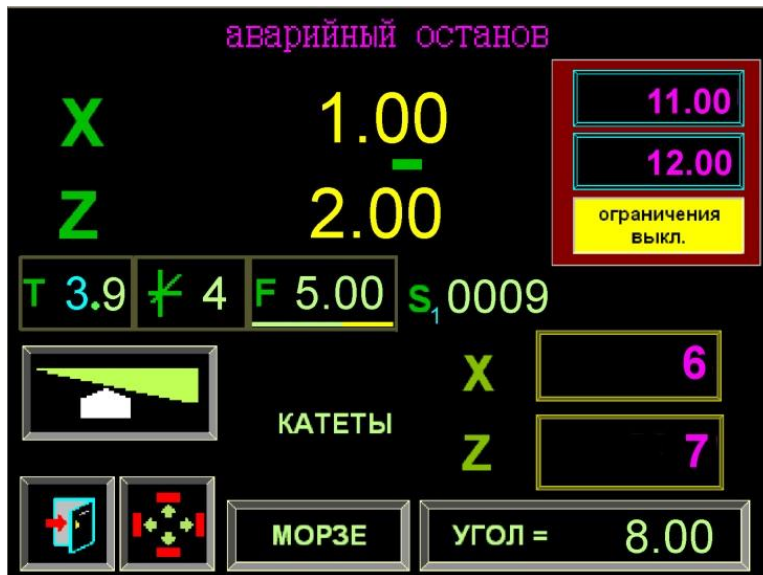 аварийный останов
X 1.00
11.00
12.00
Z 2.00
ограничения
выкл.
T 3.9 4 F 5.00 S1 0009
X 6
КАТЕТЫ
Z 7
МОРЗЕ УГОЛ = 8.00